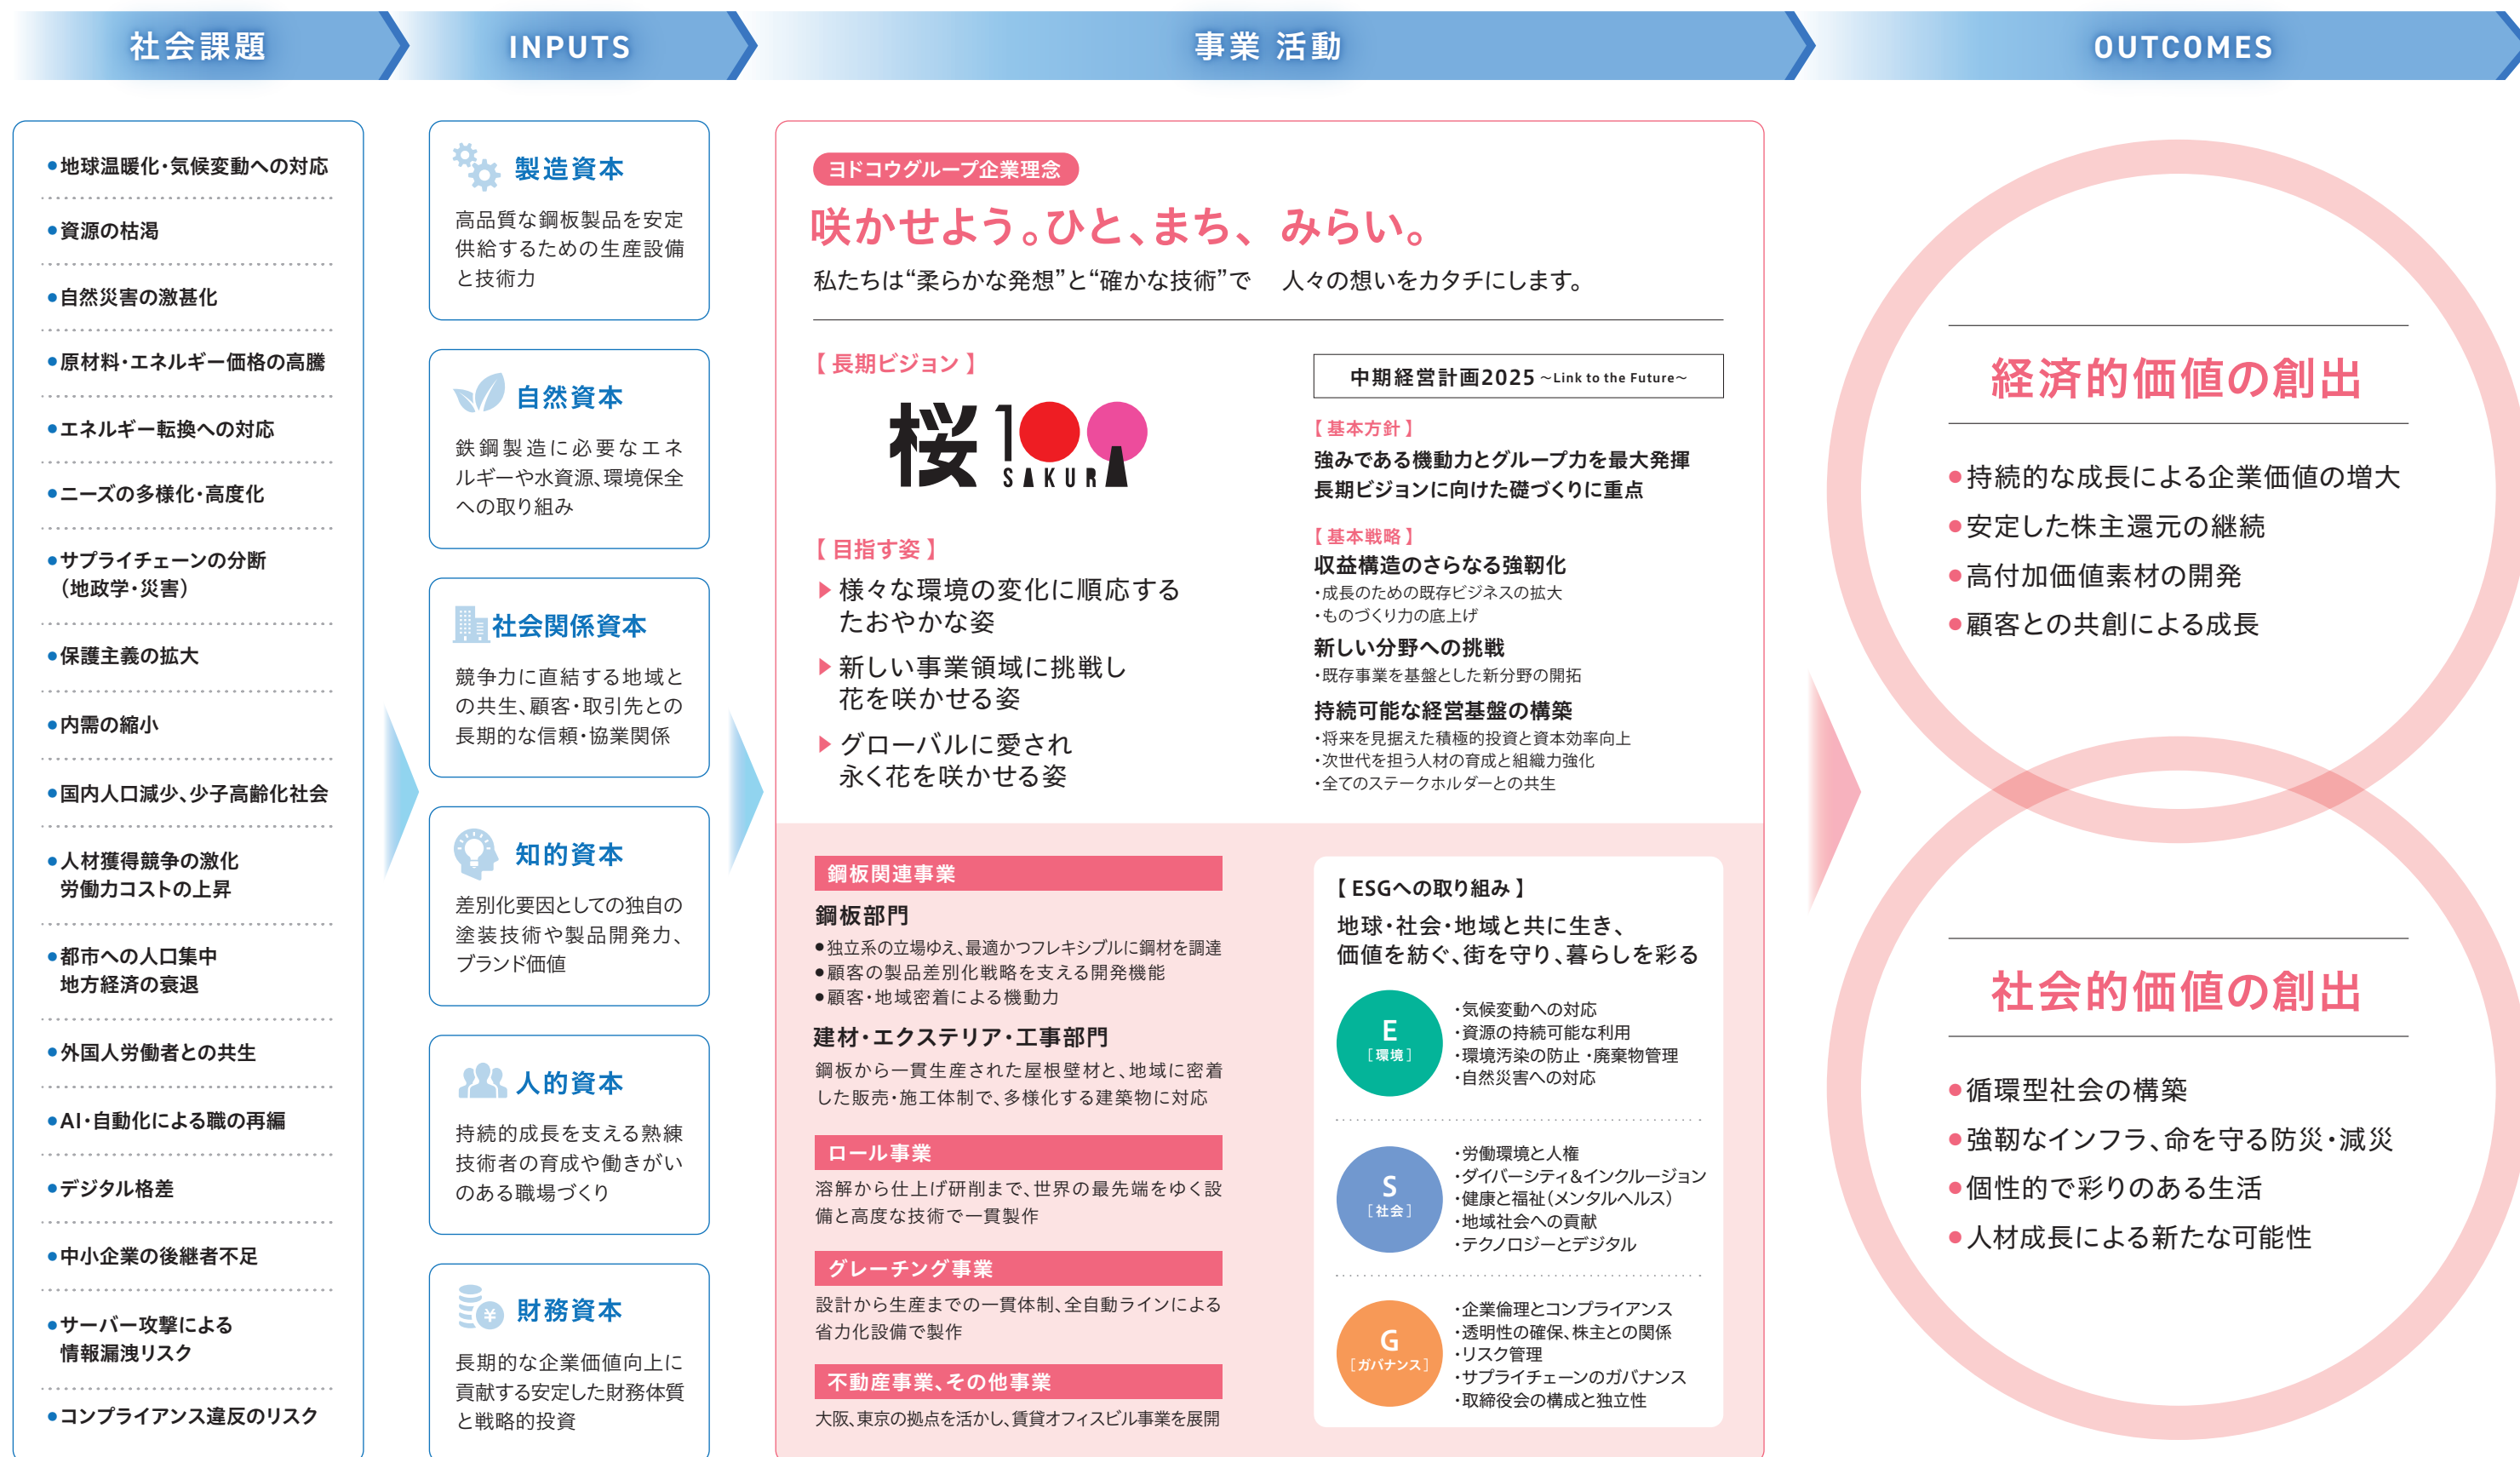 社会課題
INPUTS
事業 活動
OUTCOMES
●地球温暖化・気候変動への対応
●資源の枯渇
●自然災害の激甚化
●原材料・エネルギー価格の高騰
●エネルギー転換への対応
●ニーズの多様化・高度化
●サプライチェーンの分断
（地政学・災害）
●保護主義の拡大
●内需の縮小
●国内人口減少、少子高齢化社会
●人材獲得競争の激化
労働力コストの上昇
●都市への人口集中
地方経済の衰退
●外国人労働者との共生
●AI・自動化による職の再編
●デジタル格差
●中小企業の後継者不足
●サーバー攻撃による
情報漏洩リスク
●コンプライアンス違反のリスク
製造資本
高品質な鋼板製品を安定
供給するための生産設備
と技術力
自然資本
鉄鋼製造に必要なエネ
ルギーや水資源、環境保全
への取り組み
社会関係資本
競争力に直結する地域と
の共生、顧客・取引先との
長期的な信頼・協業関係
知的資本
差別化要因としての独自の
塗装技術や製品開発力、
ブランド価値
人的資本
持続的成長を支える熟練
技術者の育成や働きがい
のある職場づくり
¥
財務資本
長期的な企業価値向上に
貢献する安定した財務体質
と戦略的投資
ヨドコウグループ企業理念
咲かせよう。ひと、まち、 みらい。
私たちは“柔らかな発想”と“確かな技術”で 人々の想いをカタチにします。
【 長期ビジョン 】
桜100
SAKURA
【 目指す姿 】
▶様々な環境の変化に順応する
たおやかな姿
▶新しい事業領域に挑戦し
花を咲かせる姿
▶グローバルに愛され
永く花を咲かせる姿
中期経営計画2025 ～Link to the Future～
【 基本方針 】
強みである機動力とグループ力を最大発揮
長期ビジョンに向けた礎づくりに重点
【 基本戦略 】
収益構造のさらなる強靭化
・成長のための既存ビジネスの拡大
・ものづくり力の底上げ
新しい分野への挑戦
・既存事業を基盤とした新分野の開拓
持続可能な経営基盤の構築
・将来を見据えた積極的投資と資本効率向上
・次世代を担う人材の育成と組織力強化
・全てのステークホルダーとの共生
鋼板関連事業
鋼板部門
●独立系の立場ゆえ、最適かつフレキシブルに鋼材を調達
●顧客の製品差別化戦略を支える開発機能
●顧客・地域密着による機動力
建材・エクステリア・工事部門
鋼板から一貫生産された屋根壁材と、地域に密着
した販売・施工体制で、多様化する建築物に対応
ロール事業
溶解から仕上げ研削まで、世界の最先端をゆく設
備と高度な技術で一貫製作
グレーチング事業
設計から生産までの一貫体制、全自動ラインによる
省力化設備で製作
不動産事業、その他事業
大阪、東京の拠点を活かし、賃貸オフィスビル事業を展開
【 ESGへの取り組み 】
地球・社会・地域と共に生き、
価値を紡ぐ、街を守り、暮らしを彩る
E
［環境］
・気候変動への対応
・資源の持続可能な利用
・環境汚染の防止 ・廃棄物管理
・自然災害への対応
S
［社会］
・労働環境と人権
・ダイバーシティ&インクルージョン
・健康と福祉（メンタルヘルス）
・地域社会への貢献
・テクノロジーとデジタル
G
［ガバナンス］
・企業倫理とコンプライアンス
・透明性の確保、株主との関係
・リスク管理
・サプライチェーンのガバナンス
・取締役会の構成と独立性
経済的価値の創出
●持続的な成長による企業価値の増大
●安定した株主還元の継続
●高付加価値素材の開発
●顧客との共創による成長
社会的価値の創出
●循環型社会の構築
●強靭なインフラ、命を守る防災・減災
●個性的で彩りのある生活
●人材成長による新たな可能性